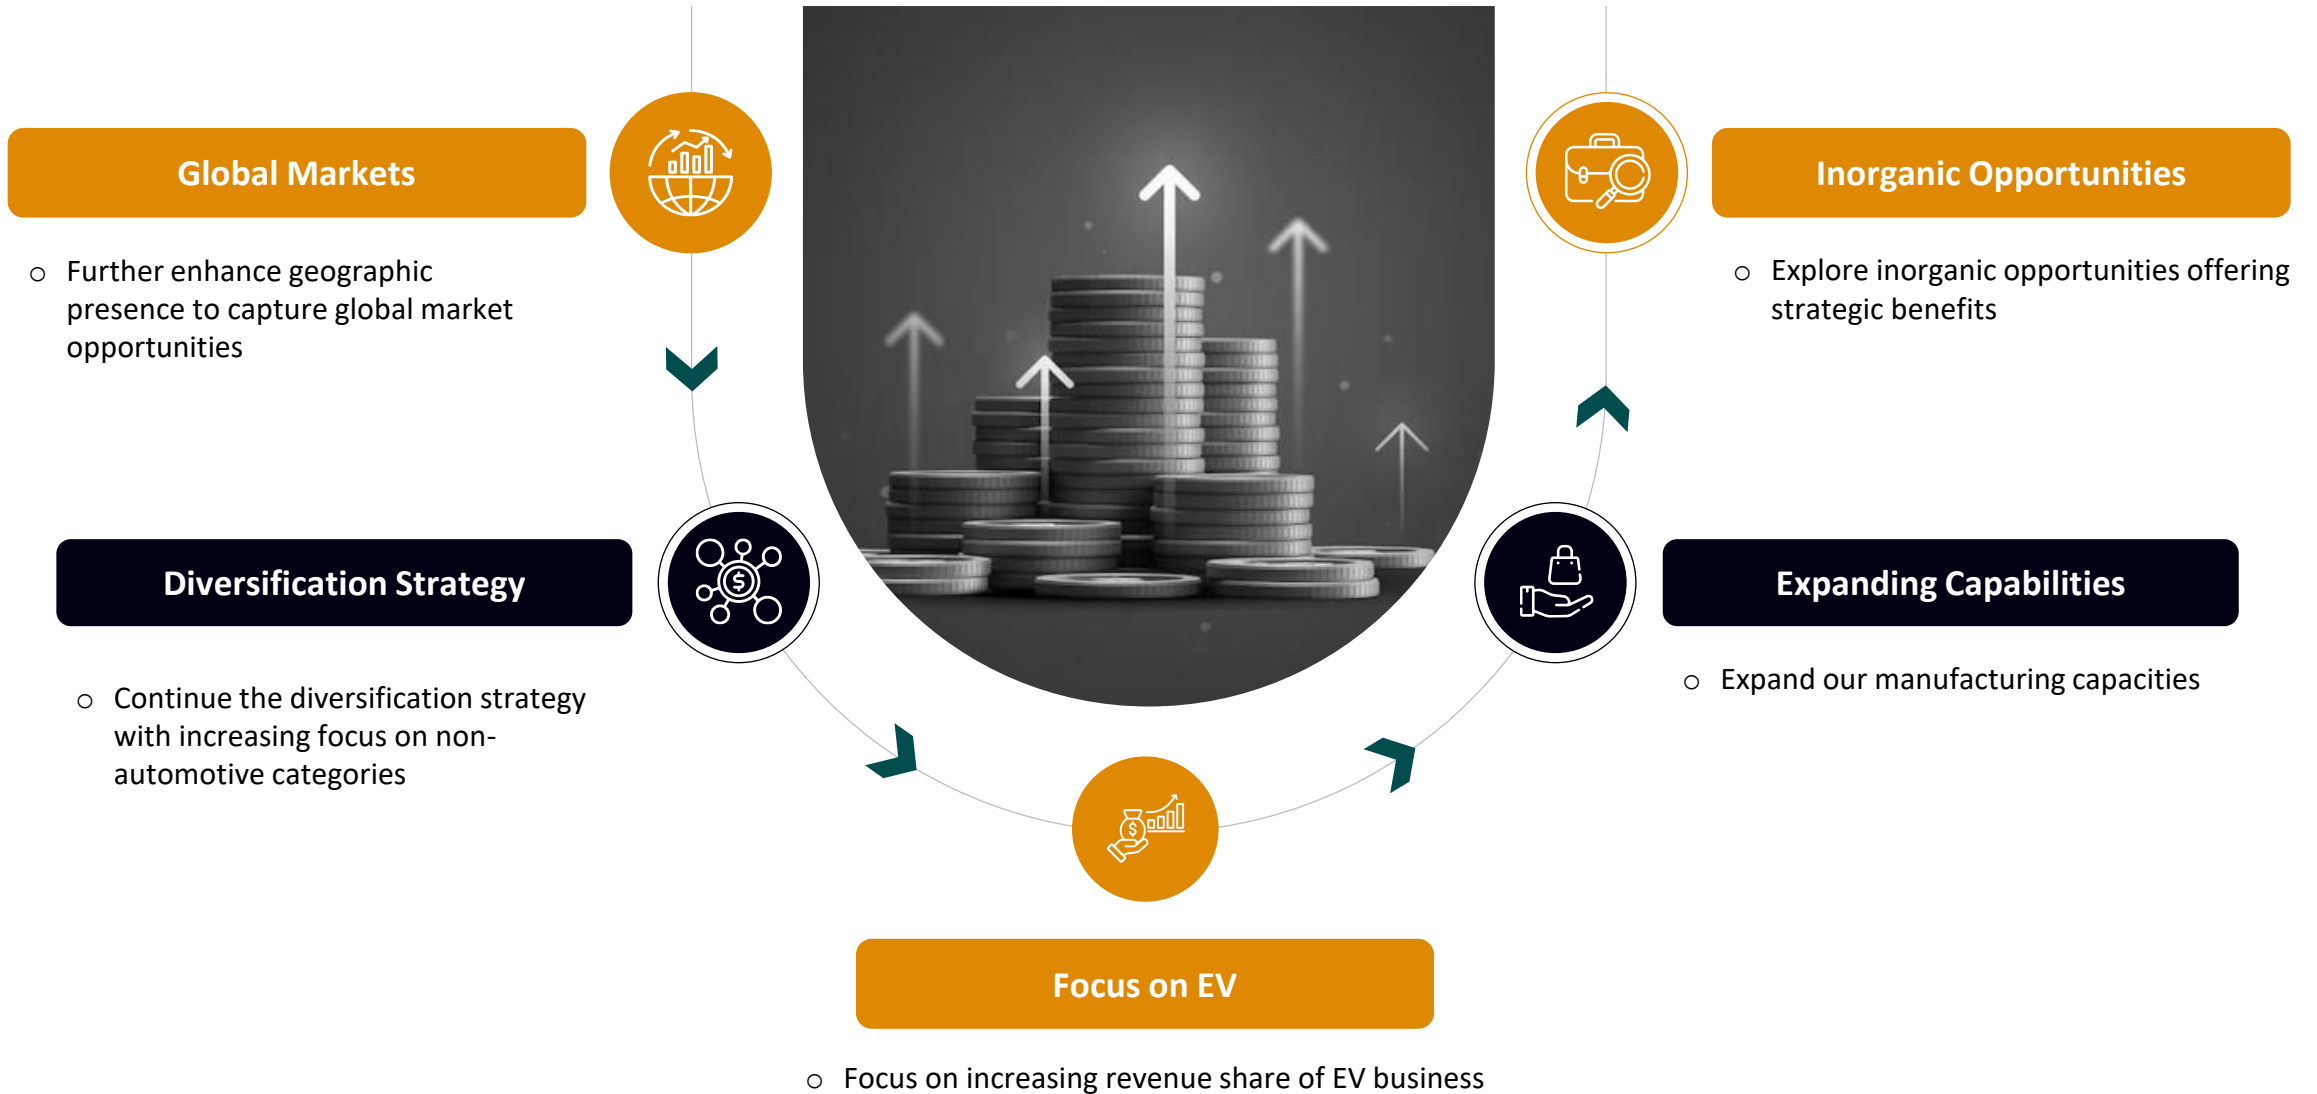 Global Markets
○ Further enhance geographic
presence to capture global market
opportunities
Diversification Strategy
○ Continue the diversification strategy
with increasing focus on non-
automotive categories
Focus on EV
○ Focus on increasing revenue share of EV business
Expanding Capabilities
○ Expand our manufacturing capacities
Inorganic Opportunities
○ Explore inorganic opportunities offering
strategic benefits